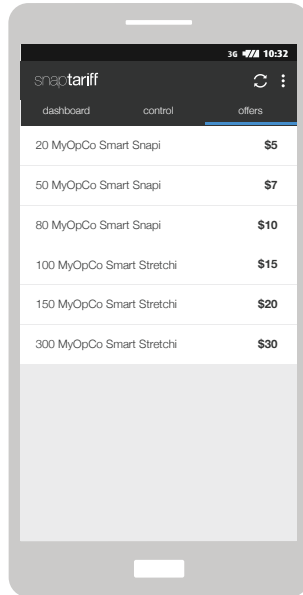 3G 10:32
snaptariff
dashboard control offers
20 MyOpCo Smart Snapi $5
50 MyOpCo Smart Snapi $7
80 MyOpCo Smart Snapi $10
100 MyOpCo Smart Stretchi $15
150 MyOpCo Smart Stretchi $20
300 MyOpCo Smart Stretchi $30